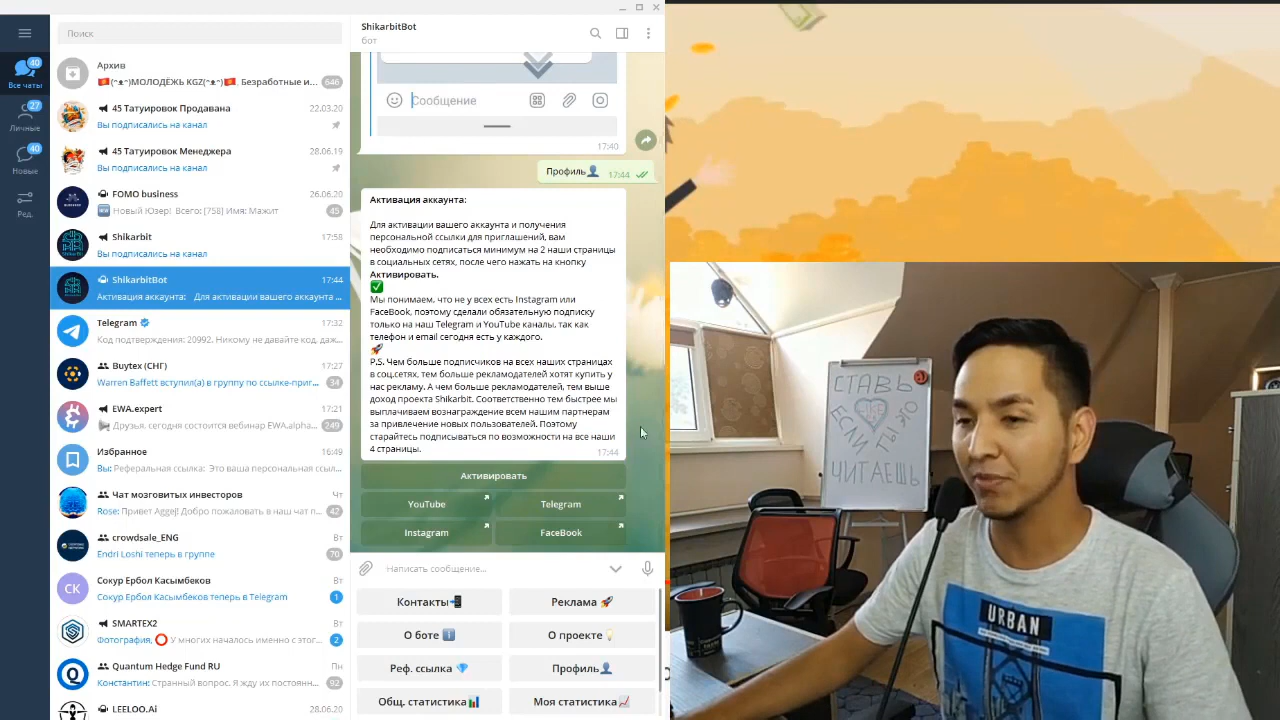 Поиск
40
Все чаты
27
Личные
40
Новые
Ред.
Архив
МОЛОДЁЖЬ KGZ
Безработные и...
646
45 Татуировок Продавана
22.03.20
Вы подписались на канал
45 Татуировок Менеджера
28.06.19
Вы подписались на канал
FOMO business
26.06.20
Новый Юзер! Всего: [758] Имя: Мажит
45
Shikarbit
17:58
Вы подписались на канал
ShikarbitBot
17:44
Активация аккаунта: Для активации вашего аккаунта ...
Telegram
17:32
Код подтверждения: 20992. Никому не давайте код, даж...
Buytex (СНГ)
17:27
Warren Baffett вступил(а) в группу по ссылке-приг...
34
EWA.expert
17:21
Друзья, сегодня состоится вебинар EWA.alpha...
249
Избранное
16:49
Вы: Реферальная ссылка: Это ваша персональная ссыл...
Чат мозговитых инвесторов
Чт
Rose: Привет Aggej! Добро пожаловать в наш чат п...
42
crowdsale_ENG
Вт
Endri Loshi теперь в группе
70
СК
Сокур Ербол Касымбеков
Вт
Сокур Ербол Касымбеков теперь в Telegram
1
SMARTEX2
Вт
Фотография, У многих началось именно с этог...
2
Quantum Hedge Fund RU
Пн
Константин: Странный вопрос. Я жду их постоянн...
92
LEELOO.Ai
28.06.20
ShikarbitBot
бот
Сообщение
17:40
Профиль
17:44
Активация аккаунта:
Для активации вашего аккаунта и получения
персональной ссылки для приглашений, вам
необходимо подписаться минимум на 2 наши страницы
в социальных сетях, после чего нажать на кнопку
Активировать.
Мы понимаем, что не у всех есть Instagram или
FaceBook, поэтому сделали обязательную подписку
только на наш Telegram и YouTube каналы, так как
телефон и email сегодня есть у каждого.
P.S. Чем больше подписчиков на всех наших страницах
в соц.сетях, тем больше рекламодателей хотят купить у
нас рекламу. А чем больше рекламодателей, тем выше
доход проекта Shikarbit. Соответственно тем быстрее мы
выплачиваем вознаграждение всем нашим партнерам
за привлечение новых пользователей. Поэтому
старайтесь подписываться по возможности на все наши
4 страницы.
17:44
Активировать
YouTube
Telegram
Instagram
FaceBook
Написать сообщение...
Контакты
Реклама
О боте
О проекте
Реф. ссылка
Профиль
Общ. статистика
Моя статистика
СТАВЬ
ЕСЛИ
ТЫ ЭТО
ЧИТАЕШЬ
URBAN